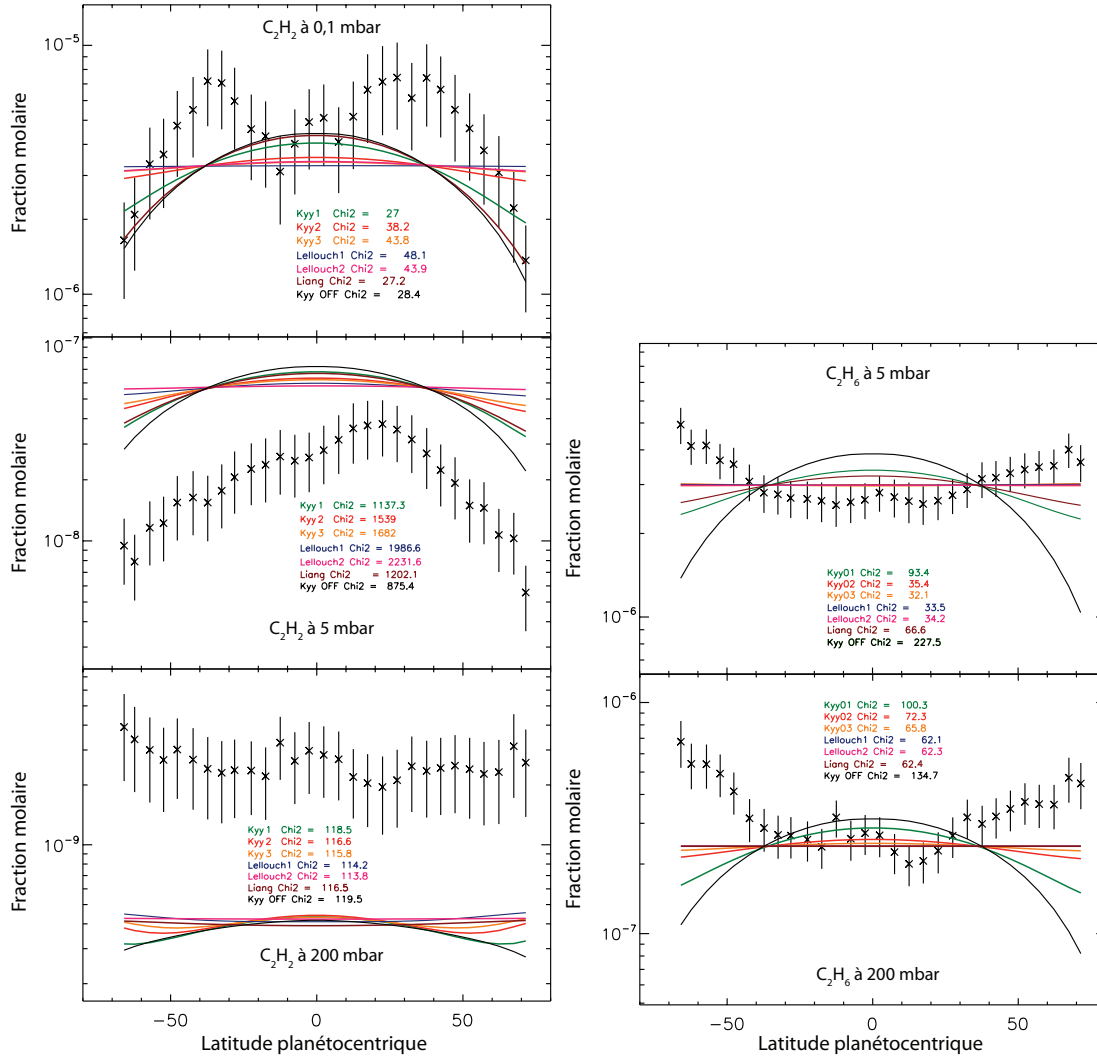 C₂H₂ à 0,1 mbar
10⁻⁵
Fraction molaire
Kyy1 Chi2 = 27
Kyy2 Chi2 = 38.2
Kyy3 Chi2 = 43.8
Lellouch1 Chi2 = 48.1
Lellouch2 Chi2 = 43.9
Liang Chi2 = 27.2
Kyy OFF Chi2 = 28.4
10⁻⁶
10⁻⁷
Fraction molaire
Kyy1 Chi2 = 1137.3
Kyy2 Chi2 = 1539
Kyy3 Chi2 = 1682
Lellouch1 Chi2 = 1986.6
Lellouch2 Chi2 = 2231.6
Liang Chi2 = 1202.1
Kyy OFF Chi2 = 875.4
10⁻⁸
C₂H₂ à 5 mbar
Fraction molaire
10⁻⁹
Kyy1 Chi2 = 118.5
Kyy2 Chi2 = 116.6
Kyy3 Chi2 = 115.8
Lellouch1 Chi2 = 114.2
Lellouch2 Chi2 = 113.8
Liang Chi2 = 116.5
Kyy OFF Chi2 = 119.5
C₂H₂ à 200 mbar
−50 0 50
Latitude planétocentrique
C₂H₆ à 5 mbar
Fraction molaire
Kyy01 Chi2 = 93.4
Kyy02 Chi2 = 35.4
Kyy03 Chi2 = 32.1
Lellouch1 Chi2 = 33.5
Lellouch2 Chi2 = 34.2
Liang Chi2 = 66.6
Kyy OFF Chi2 = 227.5
10⁻⁶
10⁻⁶
Kyy01 Chi2 = 100.3
Kyy02 Chi2 = 72.3
Kyy03 Chi2 = 65.8
Lellouch1 Chi2 = 62.1
Lellouch2 Chi2 = 62.3
Liang Chi2 = 62.4
Kyy OFF Chi2 = 134.7
Fraction molaire
10⁻⁷
C₂H₆ à 200 mbar
−50 0 50
Latitude planétocentrique